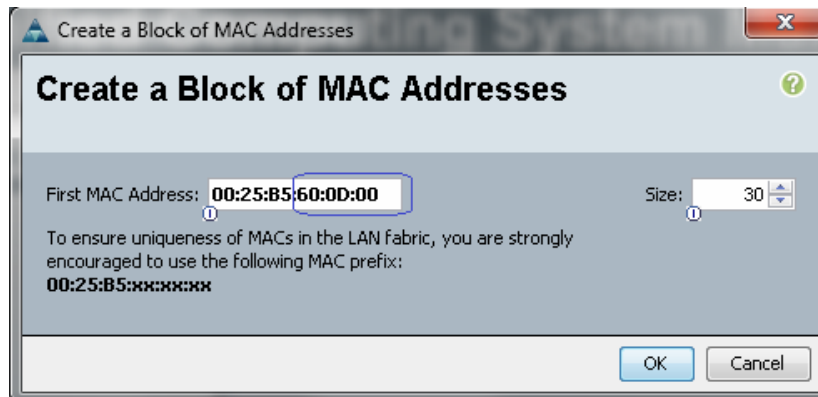 Create a Block of MAC Addresses
Create a Block of MAC Addresses
?
First MAC Address: 00:25:B5:60:0D:00 Size: 30
To ensure uniqueness of MACs in the LAN fabric, you are strongly
encouraged to use the following MAC prefix:
00:25:B5:xx:xx:xx
OK Cancel